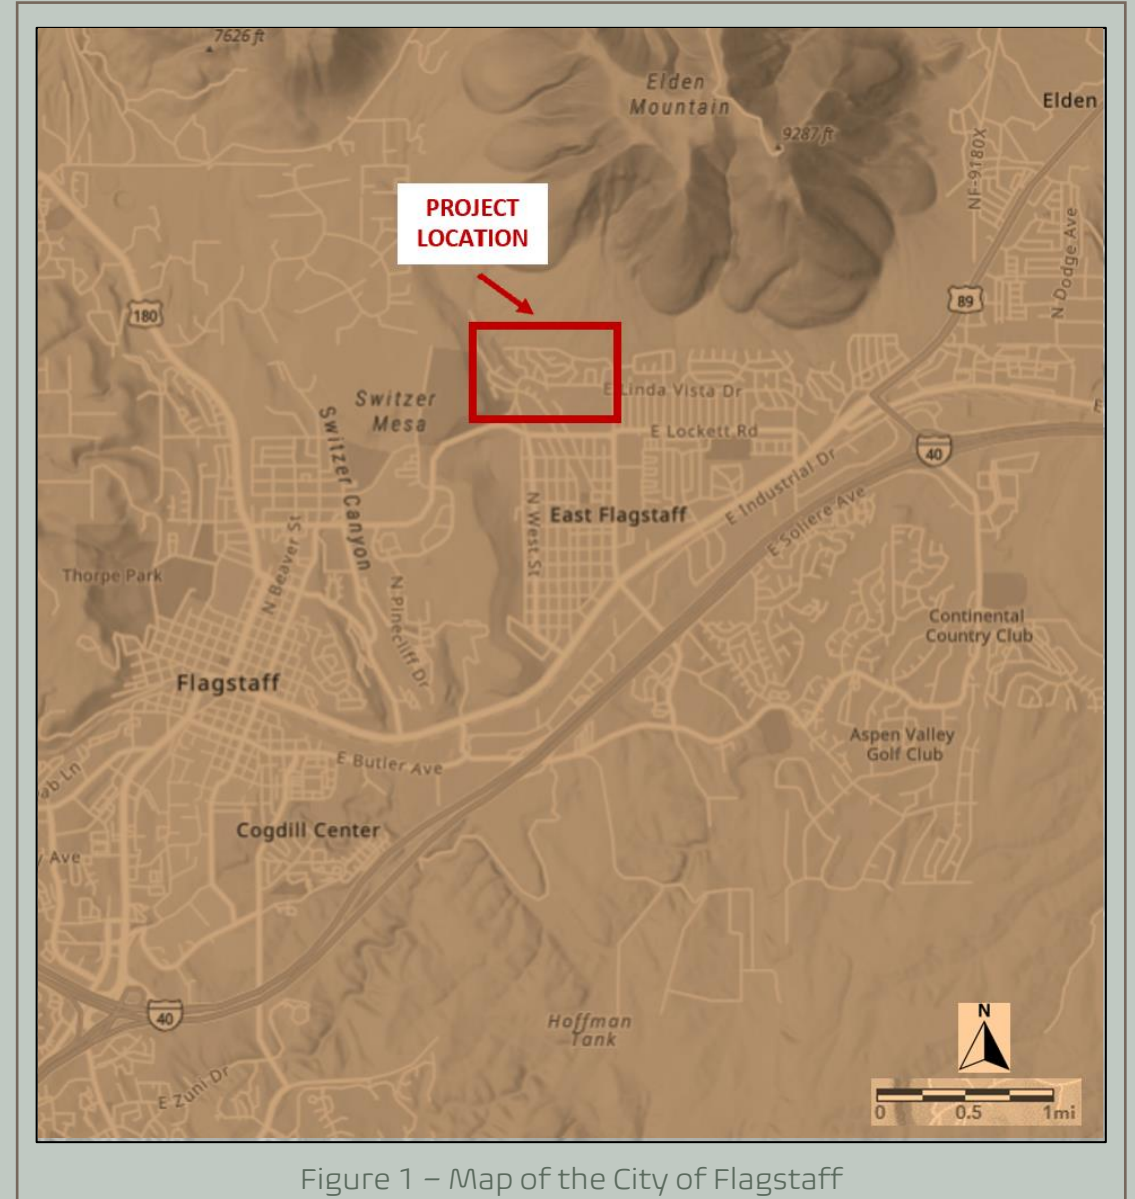 7626 ft
Elden
Mountain
Elden
9287 ft
NF-9180X
PROJECT
LOCATION
N Dodge Ave
89
180
E Linda Vista Dr
Switzer
Mesa
E Lockett Rd
Switzer Canyon
40
E Industrial Dr
E Soliere Ave
N West St
East Flagstaff
N Beaver St
Thorpe Park
N Pinecliff Dr
Continental
Country Club
Flagstaff
Aspen Valley
Golf Club
E Butler Ave
Cogdill Center
Ave
40
Hoffman
Tank
N
E Zuni Dr
0 0.5 1mi
Figure 1 – Map of the City of Flagstaff